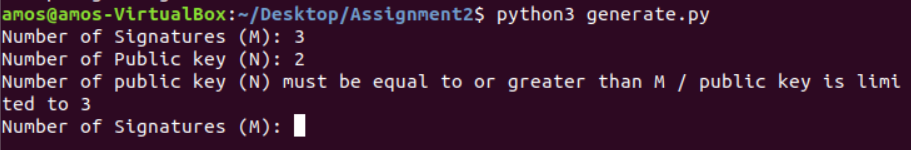 amos@amos-VirtualBox:~/Desktop/Assignment2$ python3 generate.py
Number of Signatures (M): 3
Number of Public key (N): 2
Number of public key (N) must be equal to or greater than M / public key is limi
ted to 3
Number of Signatures (M):